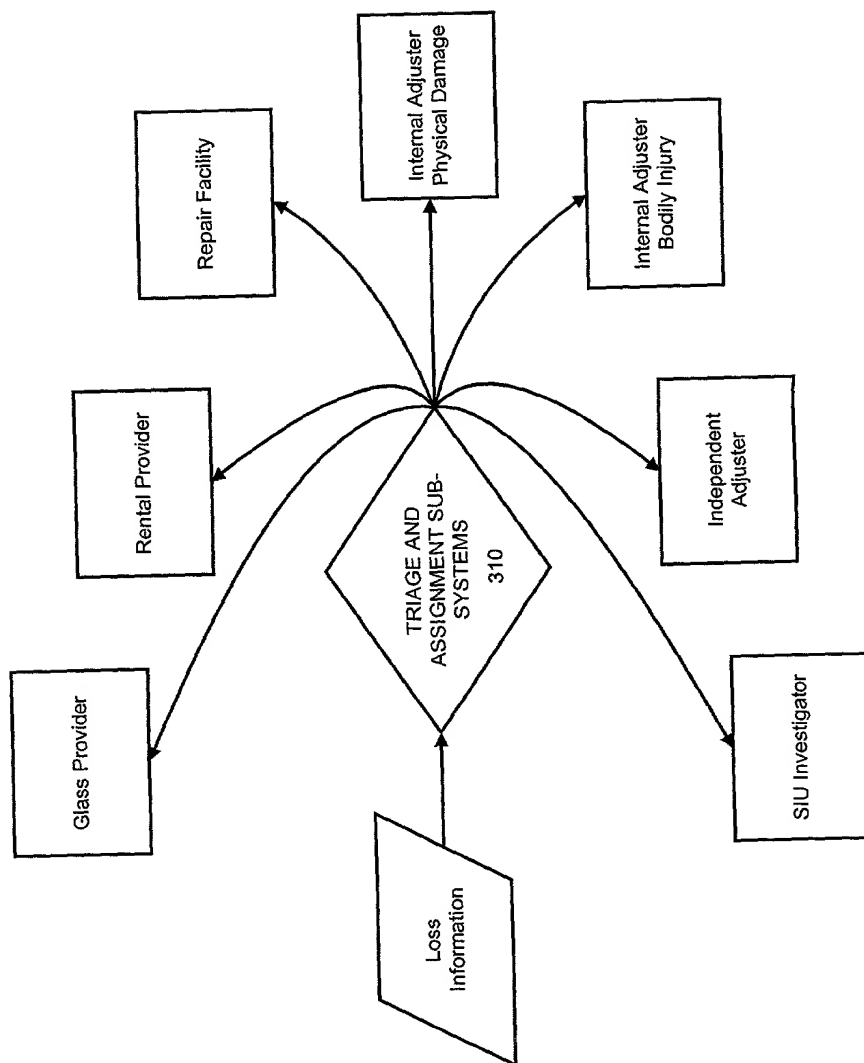 Glass Provider
Rental Provider
Repair Facility
Internal Adjuster
Physical Damage
Loss
Information
TRIAGE AND
ASSIGNMENT SUB-
SYSTEMS
310
SIU Investigator
Independent
Adjuster
Internal Adjuster
Bodily Injury